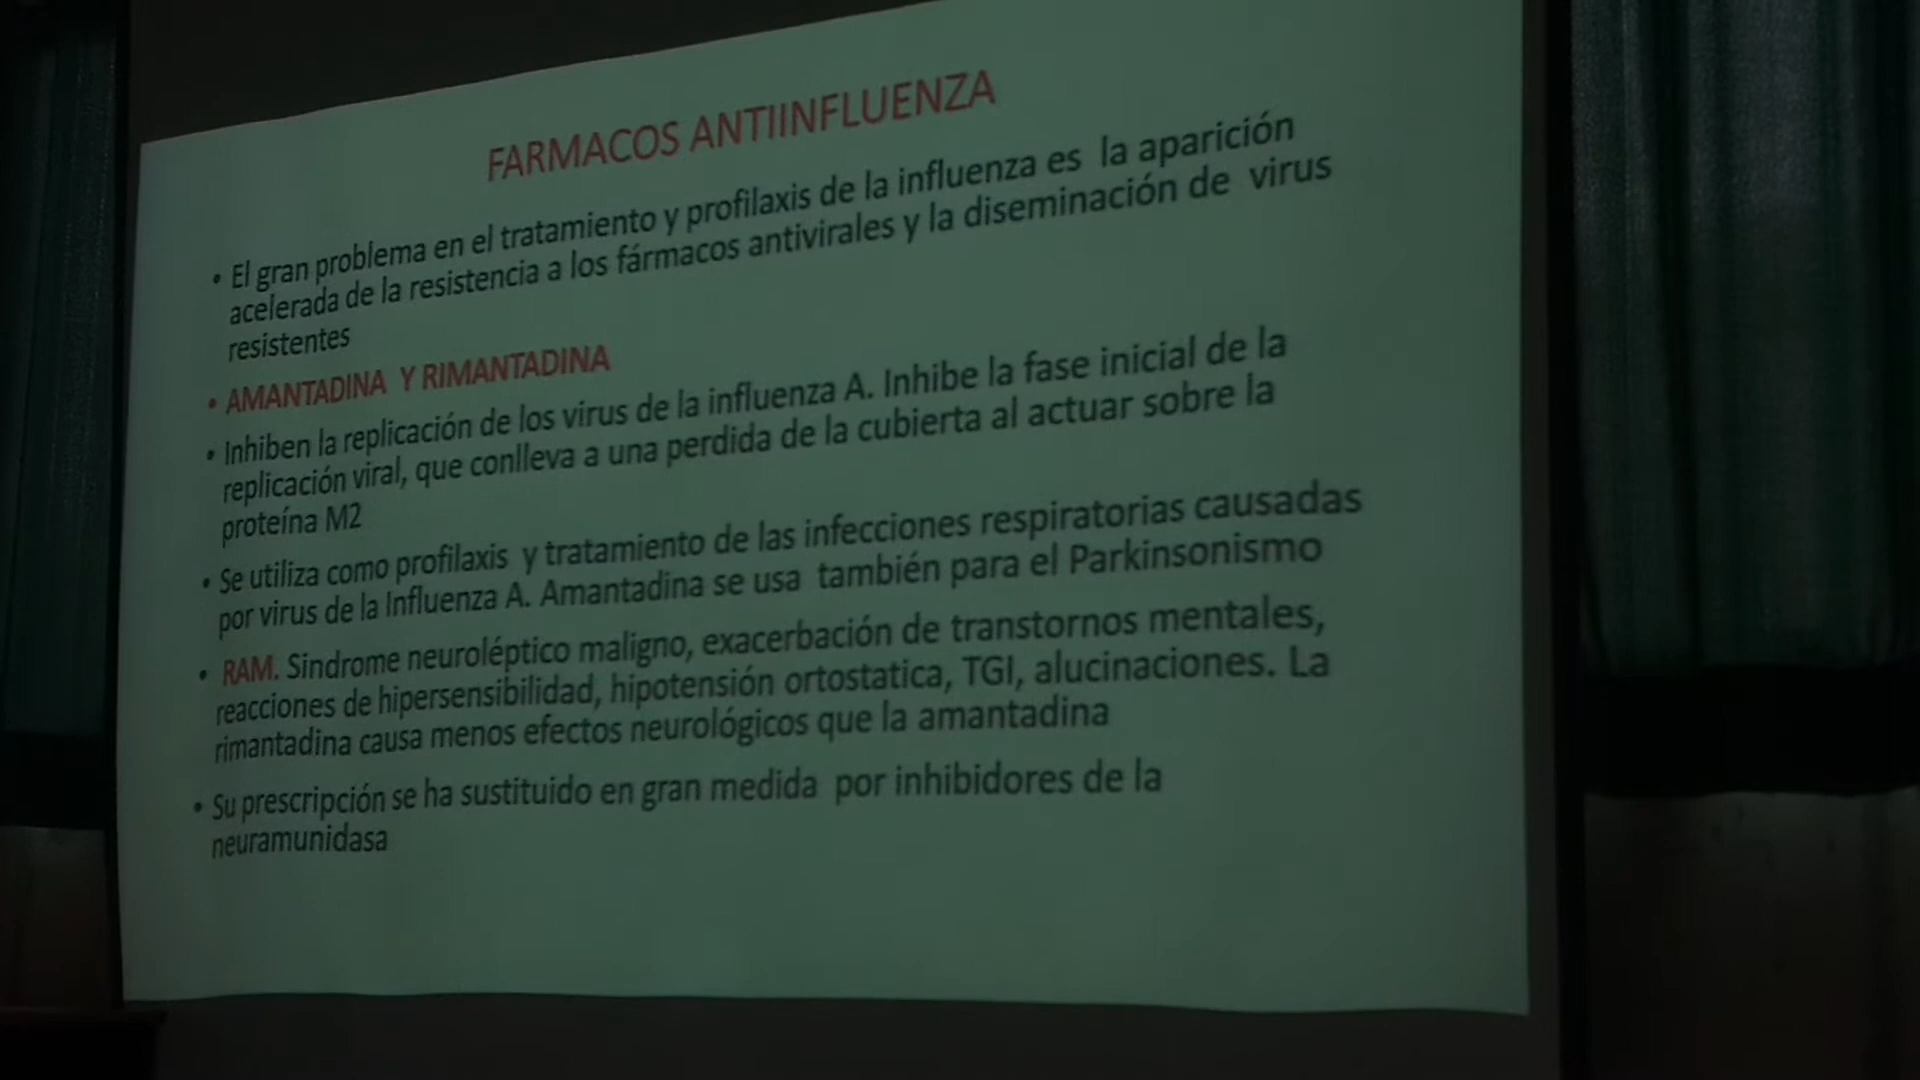 FARMACOS ANTIINFLUENZA
• El gran problema en el tratamiento y profilaxis de la influenza es la aparición
acelerada de la resistencia a los fármacos antivirales y la diseminación de virus
resistentes
• AMANTADINA Y RIMANTADINA
• Inhiben la replicación de los virus de la influenza A. Inhibe la fase inicial de la
replicación viral, que conlleva a una perdida de la cubierta al actuar sobre la
proteína M2
• Se utiliza como profilaxis y tratamiento de las infecciones respiratorias causadas
por virus de la Influenza A. Amantadina se usa también para el Parkinsonismo
• RAM. Síndrome neuroléptico maligno, exacerbación de transtornos mentales,
reacciones de hipersensibilidad, hipotensión ortostatica, TGI, alucinaciones. La
rimantadina causa menos efectos neurológicos que la amantadina
• Su prescripción se ha sustituido en gran medida por inhibidores de la
neuramunidasa